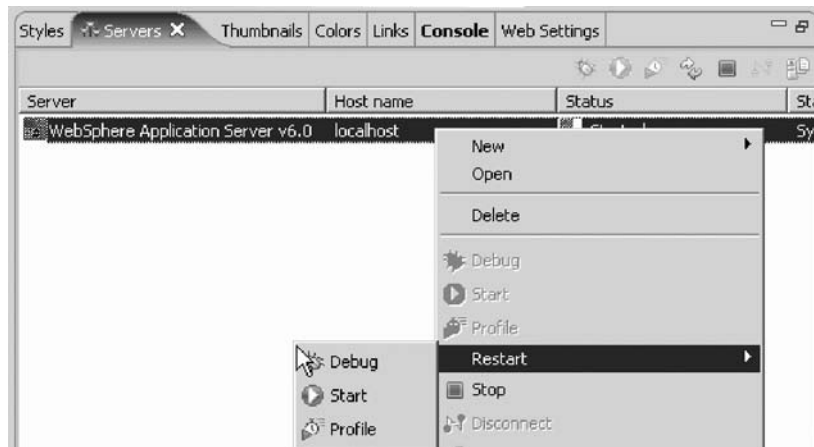 Styles Servers Thumbnails Colors Links Console Web Settings
Server Host name Status
WebSphere Application Server v6.0 localhost
New
Open
Delete
Debug
Start
Profile
Restart
Debug
Stop
Start
Disconnect
Profile